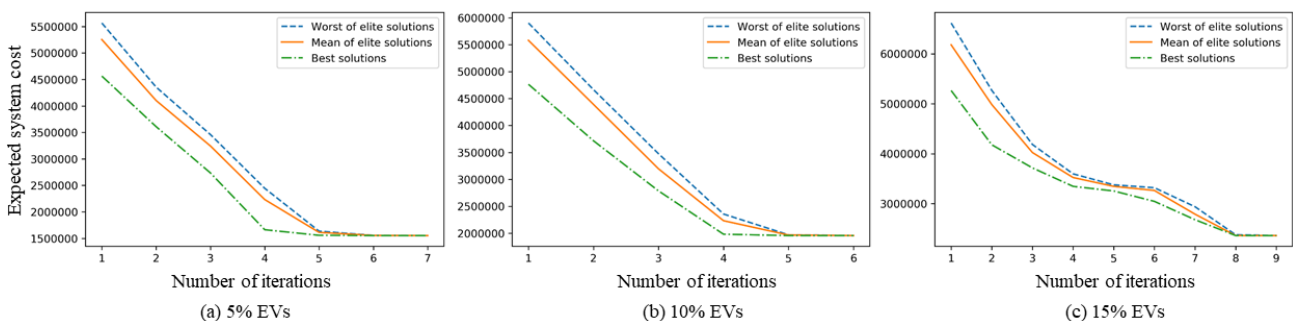 Expected system cost
5500000
5000000
4500000
4000000
3500000
3000000
2500000
2000000
1500000
Worst of elite solutions
Mean of elite solutions
Best solutions
1 2 3 4 5 6 7
Number of iterations
(a) 5% EVs
6000000
5500000
5000000
4500000
4000000
3500000
3000000
2500000
2000000
Worst of elite solutions
Mean of elite solutions
Best solutions
1 2 3 4 5 6
Number of iterations
(b) 10% EVs
6000000
5000000
4000000
3000000
Worst of elite solutions
Mean of elite solutions
Best solutions
1 2 3 4 5 6 7 8 9
Number of iterations
(c) 15% EVs